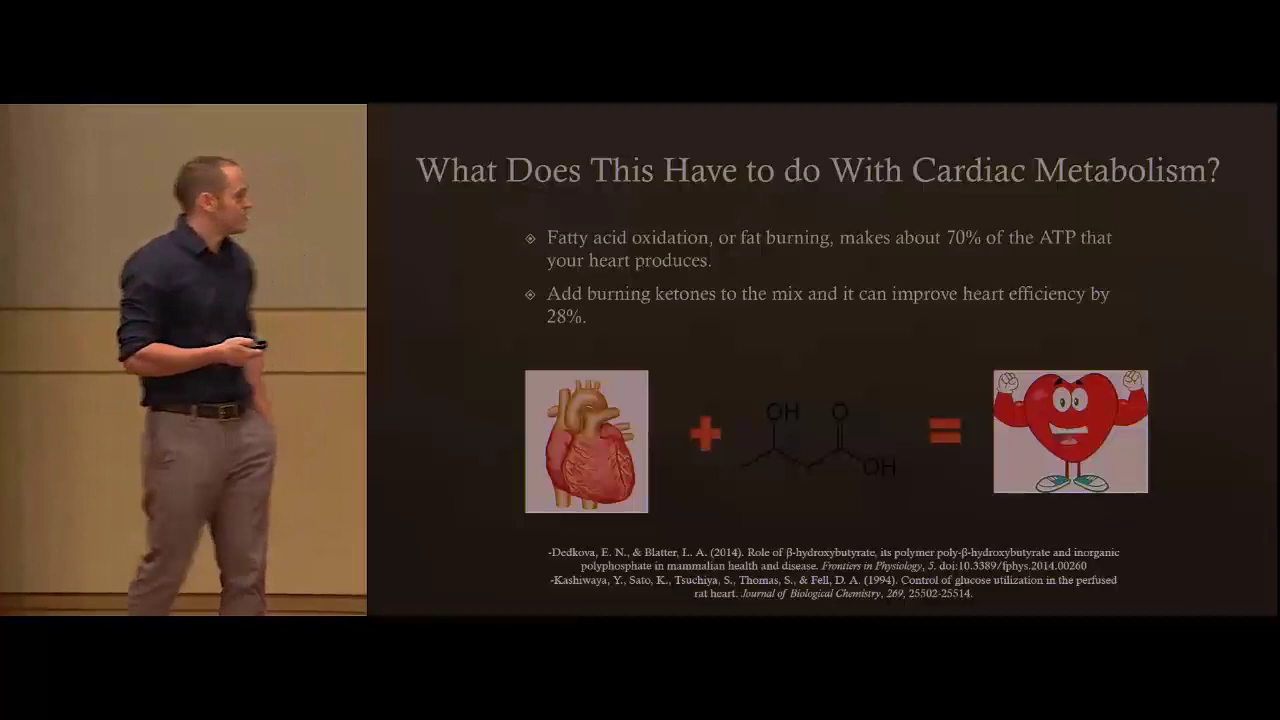 What Does This Have to do With Cardiac Metabolism?
Fatty acid oxidation, or fat burning, makes about 70% of the ATP that
your heart produces.
Add burning ketones to the mix and it can improve heart efficiency by
28%.
OH
O
OH
-Dedkova, E. N., & Blatter, L. A. (2014). Role of β-hydroxybutyrate, its polymer poly-β-hydroxybutyrate and inorganic
polyphosphate in mammalian health and disease. Frontiers in Physiology, 5. doi:10.3389/fphys.2014.00260
-Kashiwaya, Y., Sato, K., Tsuchiya, S., Thomas, S., & Fell, D. A. (1994). Control of glucose utilization in the perfused
rat heart. Journal of Biological Chemistry, 269, 25502-25514.